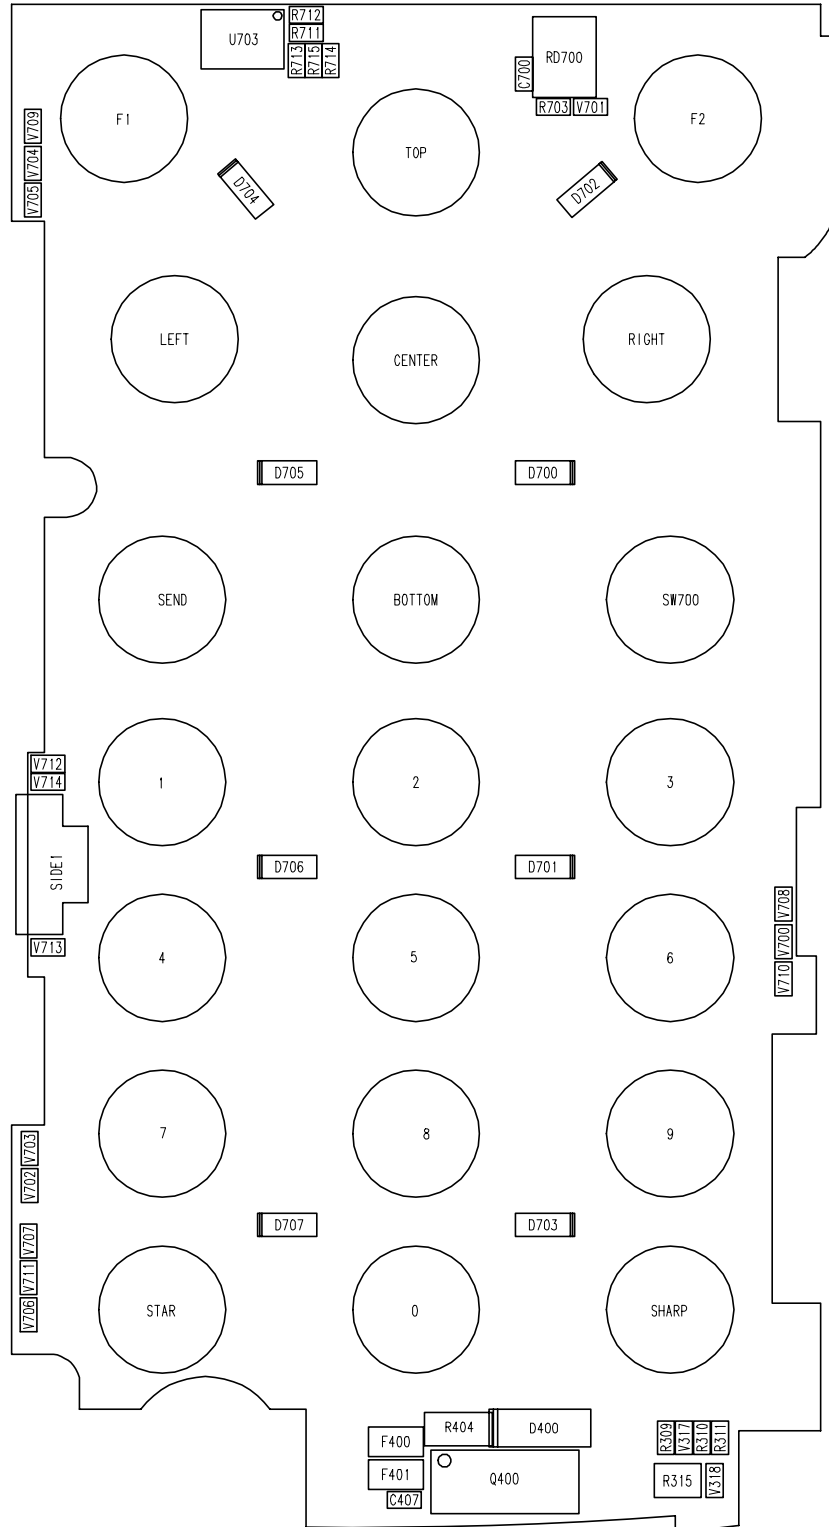 R712
U703
R711
R713
R715
R714
RD700
C700
R703
V701
V709
F1
F2
V704
TOP
D704
D702
V705
LEFT
CENTER
RIGHT
D705
D700
SEND
BOTTOM
SW700
V712
V714
1
2
3
SIDE1
D706
D701
V708
V713
V700
V710
4
5
6
V703
7
8
9
V702
V707
D707
D703
V711
V706
STAR
0
SHARP
R404
D400
F400
R309
V317
R310
R311
F401
Q400
R315
V318
C407